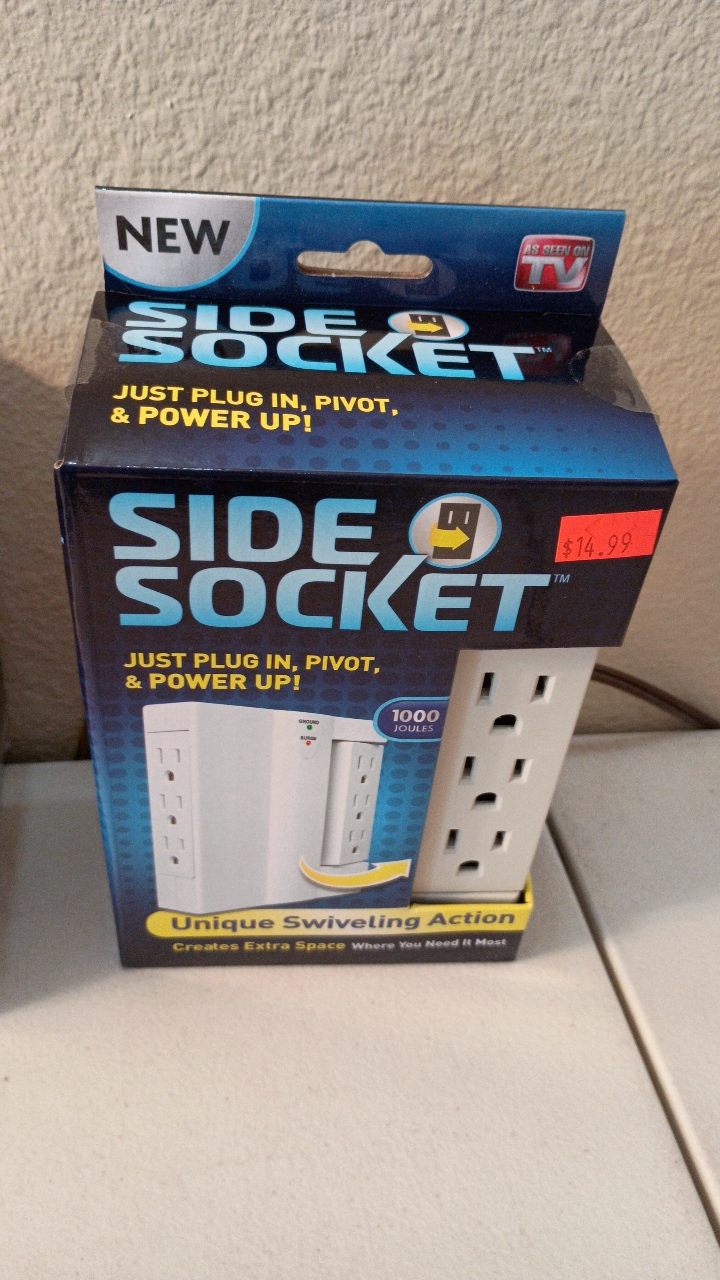 NEW
AS SEEN ON
TV
SIDE
SOCKET™
JUST PLUG IN, PIVOT,
& POWER UP!
SIDE
SOCKET™
$14.99
JUST PLUG IN, PIVOT,
& POWER UP!
GROUND
SURGE
1000
JOULES
Unique Swiveling Action
Creates Extra Space Where You Need It Most